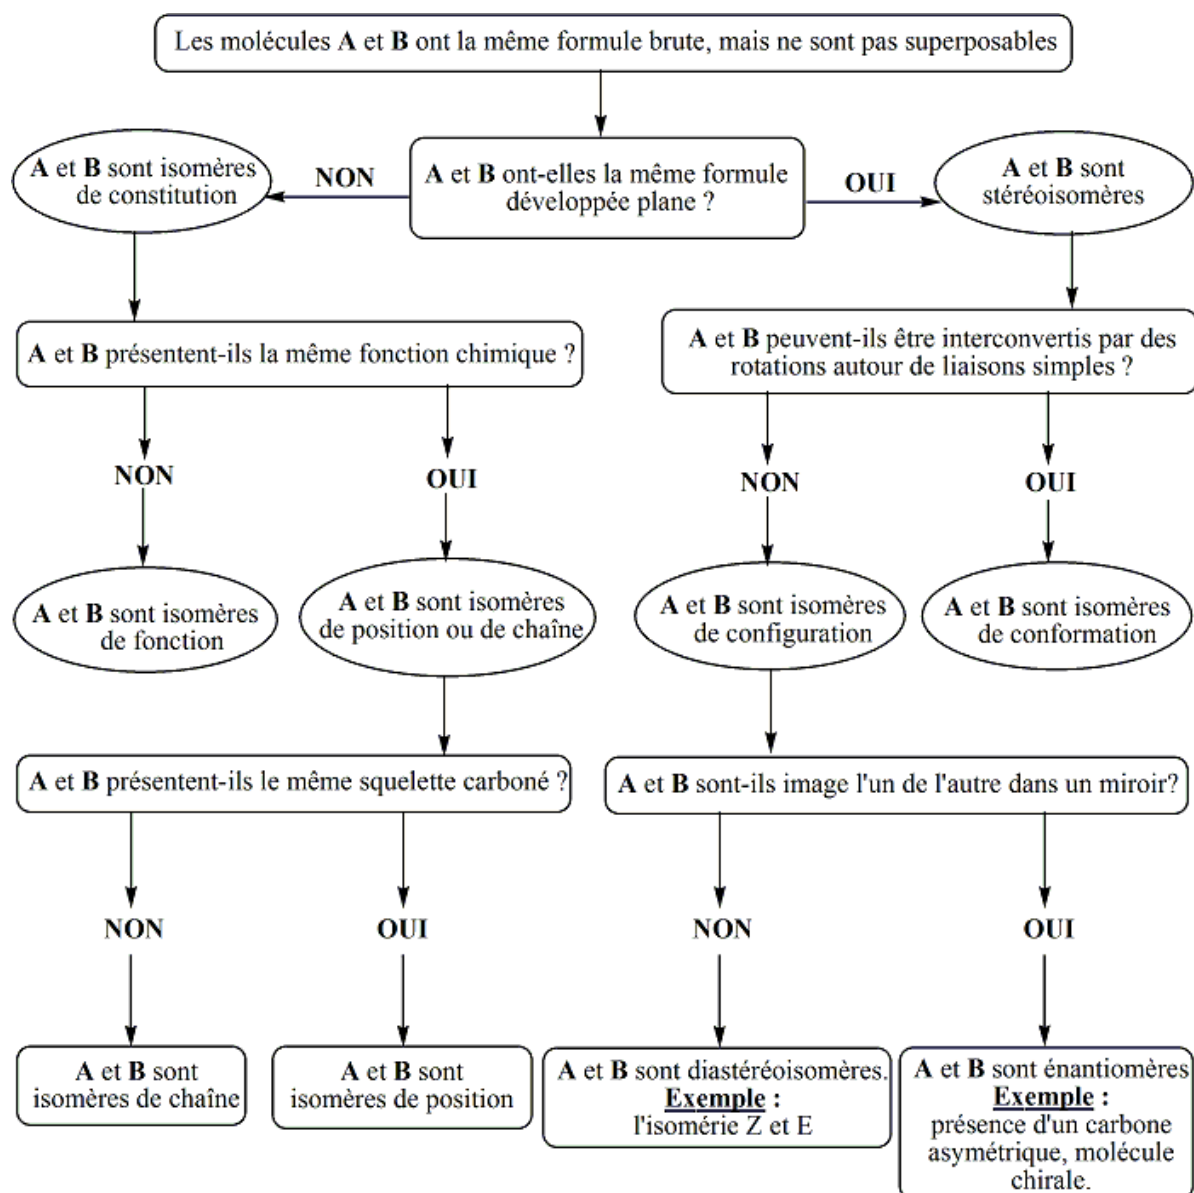 Les molécules A et B ont la même formule brute, mais ne sont pas superposables
A et B sont isomères
de constitution
NON
A et B ont-elles la même formule
développée plane ?
OUI
A et B sont
stéréoisomères
A et B présentent-ils la même fonction chimique ?
A et B peuvent-ils être interconvertis par des
rotations autour de liaisons simples ?
NON
OUI
NON
OUI
A et B sont isomères
de fonction
A et B sont isomères
de position ou de chaîne
A et B sont isomères
de configuration
A et B sont isomères
de conformation
A et B présentent-ils le même squelette carboné ?
A et B sont-ils image l'un de l'autre dans un miroir?
NON
OUI
NON
OUI
A et B sont
isomères de chaîne
A et B sont
isomères de position
A et B sont diastéréoisomères.
Exemple :
l'isomérie Z et E
A et B sont énantiomères
Exemple :
présence d'un carbone
asymétrique, molécule
chirale.